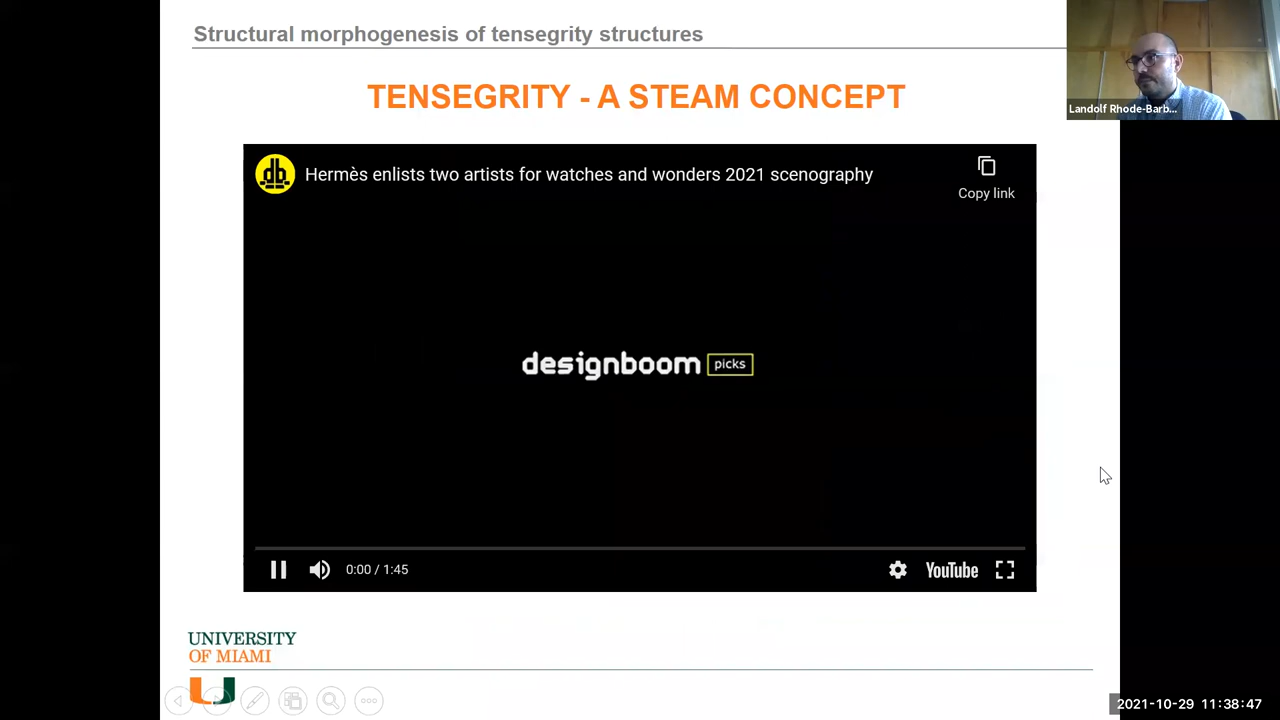 Structural morphogenesis of tensegrity structures
TENSEGRITY - A STEAM CONCEPT
Landolf Rhode-Barb...
db
Hermès enlists two artists for watches and wonders 2021 scenography
Copy link
designboom picks
0:00 / 1:45
YouTube
UNIVERSITY
OF MIAMI
U
2021-10-29 11:38:47